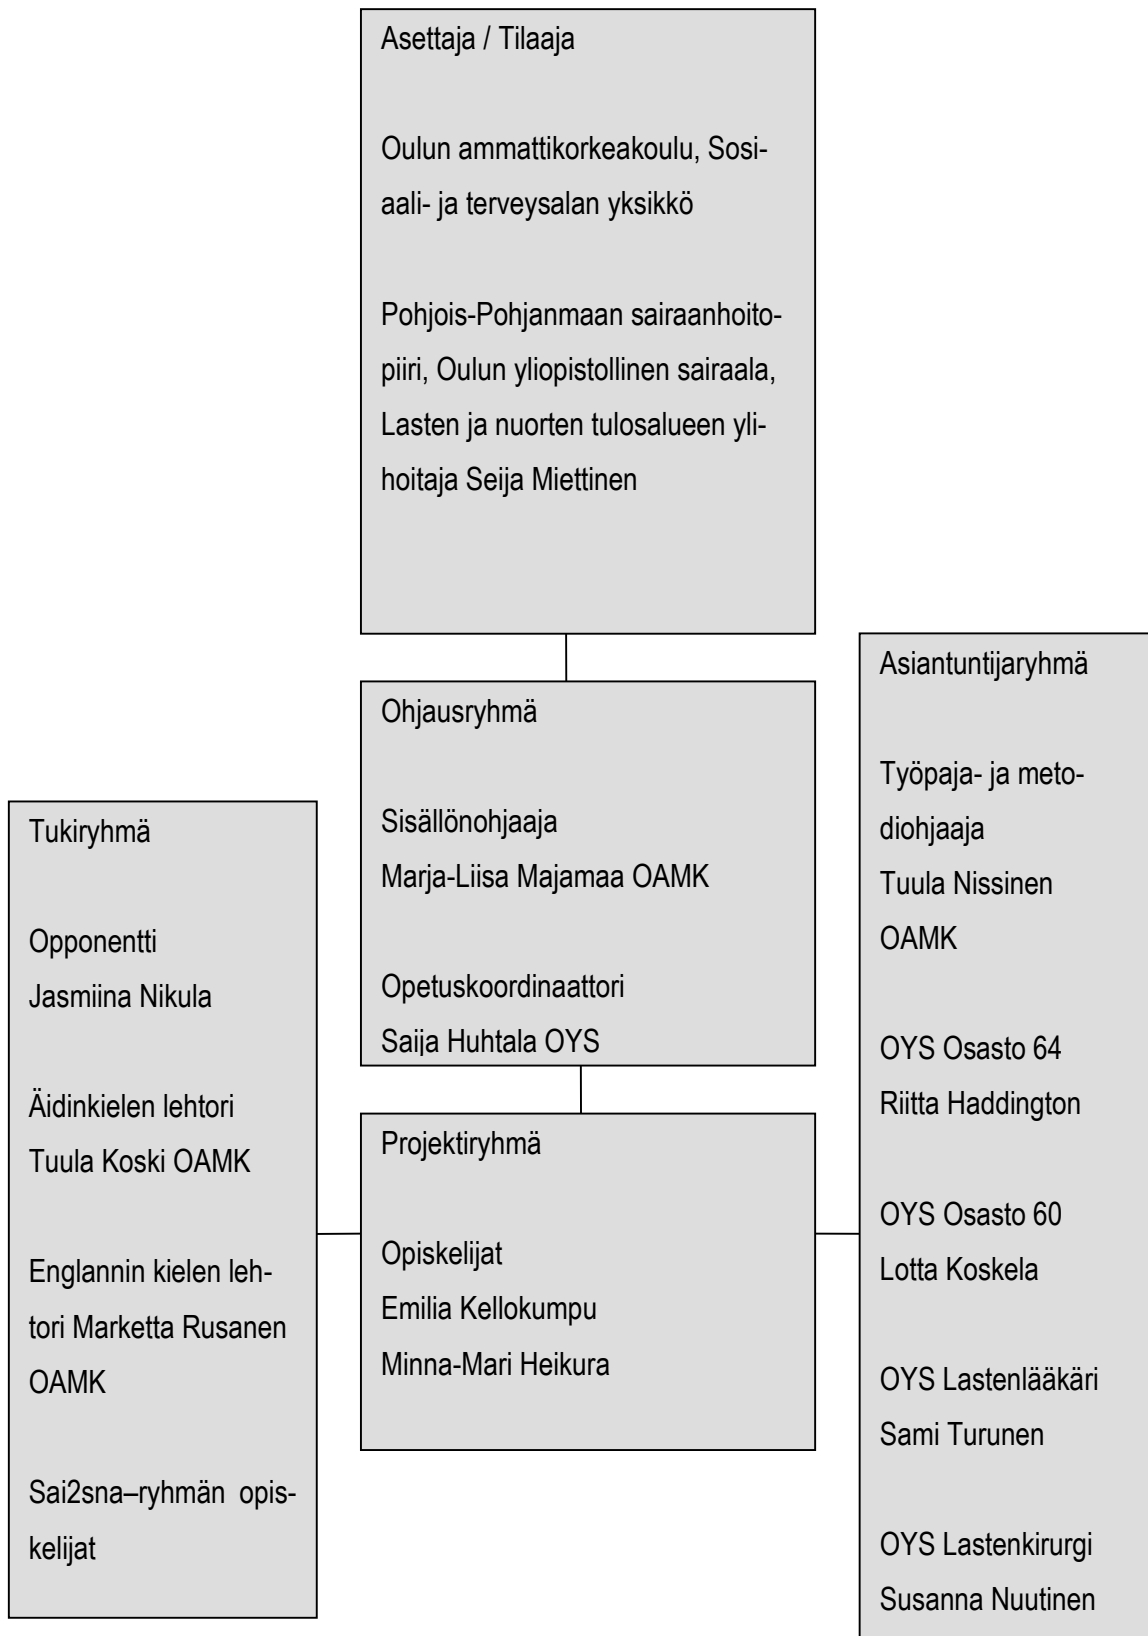 Asettaja / Tilaaja
Oulun ammattikorkeakoulu, Sosi-
aali- ja terveysalan yksikkö
Pohjois-Pohjanmaan sairaanhoito-
piiri, Oulun yliopistollinen sairaala,
Lasten ja nuorten tulosalueen yli-
hoitaja Seija Miettinen
Ohjausryhmä
Sisällönohjaaja
Marja-Liisa Majamaa OAMK
Opetuskoordinaattori
Saija Huhtala OYS
Tukiryhmä
Opponentti
Jasmiina Nikula
Äidinkielen lehtori
Tuula Koski OAMK
Englannin kielen leh-
tori Marketta Rusanen
OAMK
Sai2sna–ryhmän opis-
kelijat
Projektiryhmä
Opiskelijat
Emilia Kellokumpu
Minna-Mari Heikura
Asiantuntijaryhmä
Työpaja- ja meto-
diohjaaja
Tuula Nissinen
OAMK
OYS Osasto 64
Riitta Haddington
OYS Osasto 60
Lotta Koskela
OYS Lastenlääkäri
Sami Turunen
OYS Lastenkirurgi
Susanna Nuutinen